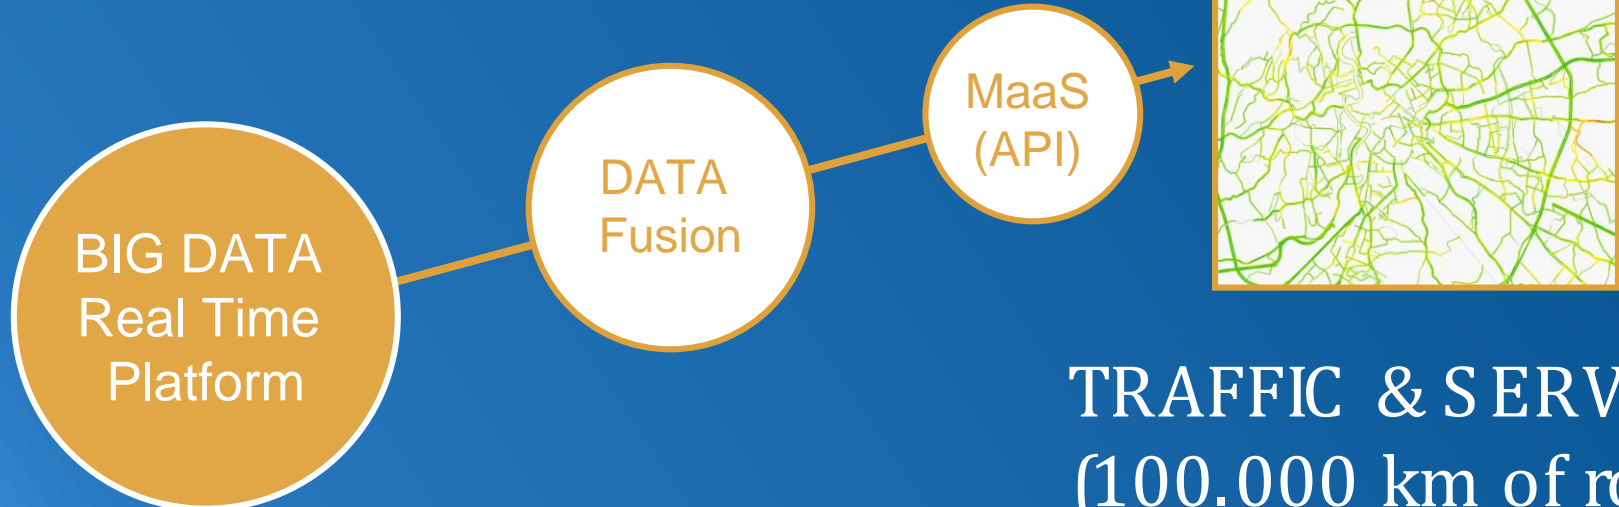 BIG DATA
Real Time
Platform
DATA
Fusion
MaaS
(API)
TRAFFIC & SERV
(100.000 km of